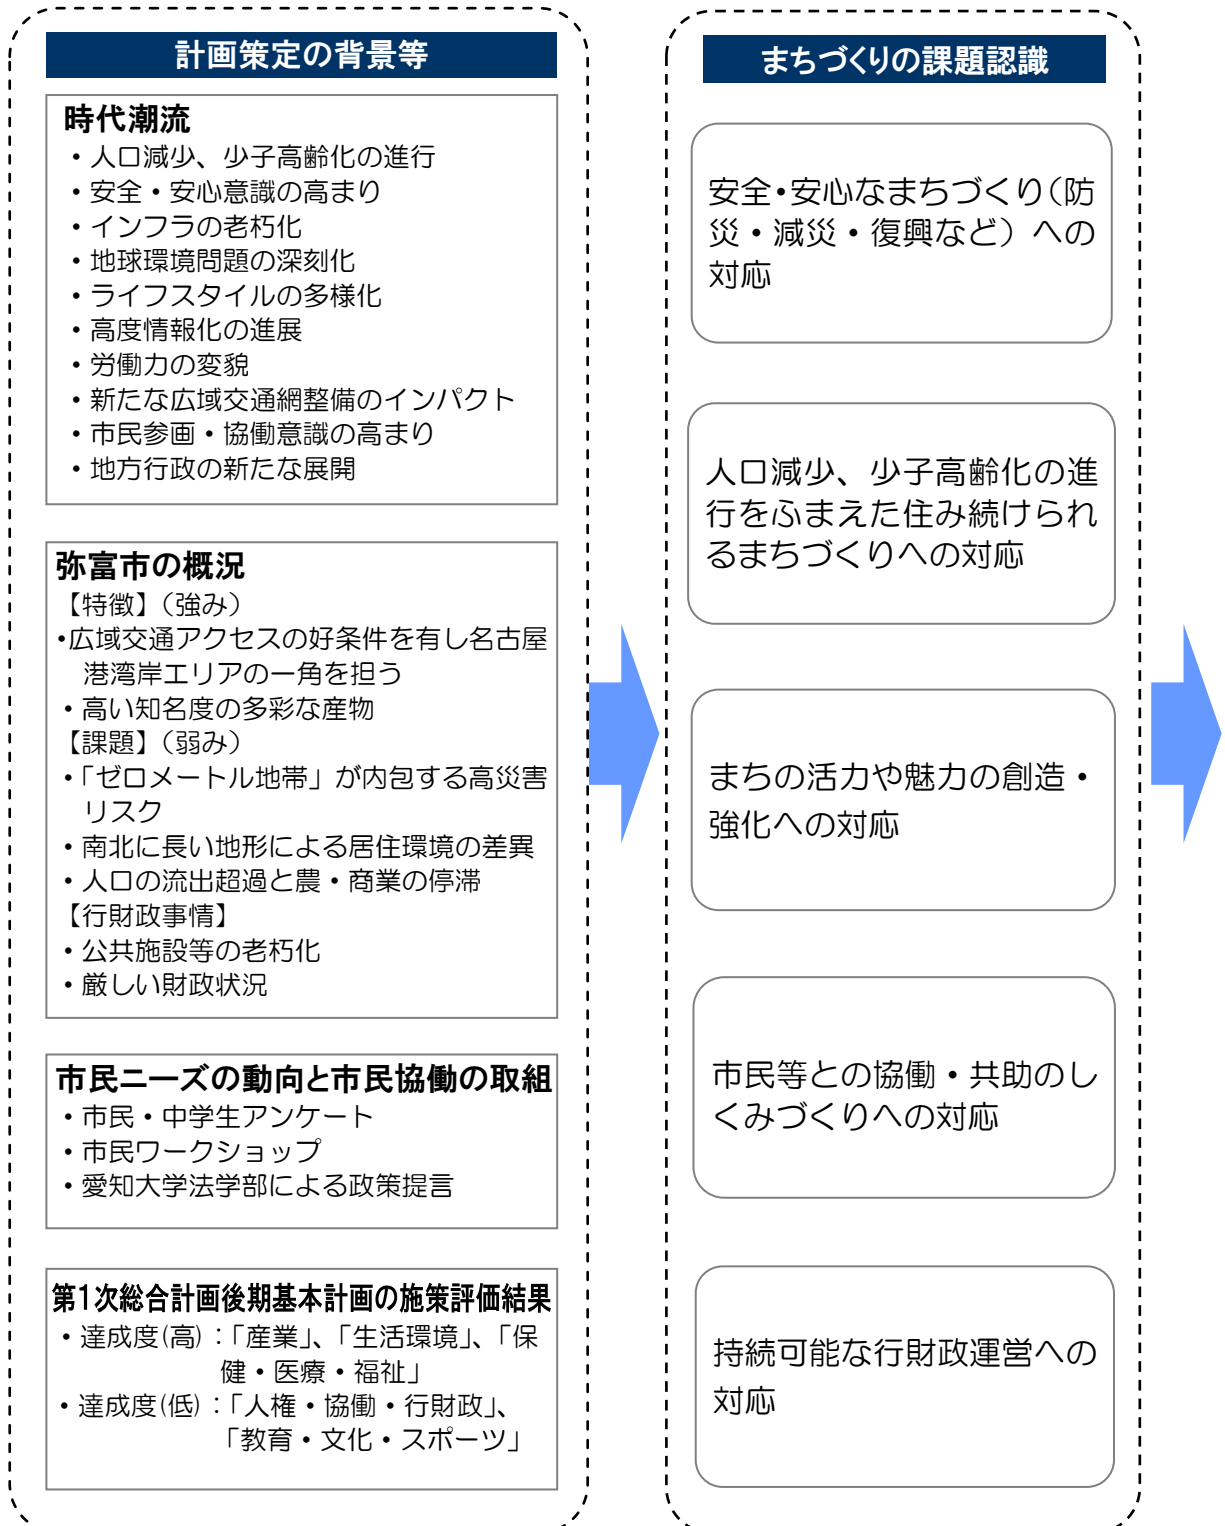 計画策定の背景等
時代潮流
・人口減少、少子高齢化の進行
・安全・安心意識の高まり
・インフラの老朽化
・地球環境問題の深刻化
・ライフスタイルの多様化
・高度情報化の進展
・労働力の変貌
・新たな広域交通網整備のインパクト
・市民参画・協働意識の高まり
・地方行政の新たな展開
弥富市の概況
【特徴】（強み）
・広域交通アクセスの好条件を有し名古屋
港湾岸エリアの一角を担う
・高い知名度の多彩な産物
【課題】（弱み）
・「ゼロメートル地帯」が内包する高災害
リスク
・南北に長い地形による居住環境の差異
・人口の流出超過と農・商業の停滞
【行財政事情】
・公共施設等の老朽化
・厳しい財政状況
市民ニーズの動向と市民協働の取組
・市民・中学生アンケート
・市民ワークショップ
・愛知大学法学部による政策提言
第1次総合計画後期基本計画の施策評価結果
・達成度(高)：「産業」、「生活環境」、「保
健・医療・福祉」
・達成度(低)：「人権・協働・行財政」、
「教育・文化・スポーツ」
まちづくりの課題認識
安全・安心なまちづくり（防
災・減災・復興など）への
対応
人口減少、少子高齢化の進
行をふまえた住み続けられ
るまちづくりへの対応
まちの活力や魅力の創造・
強化への対応
市民等との協働・共助のし
くみづくりへの対応
持続可能な行財政運営への
対応